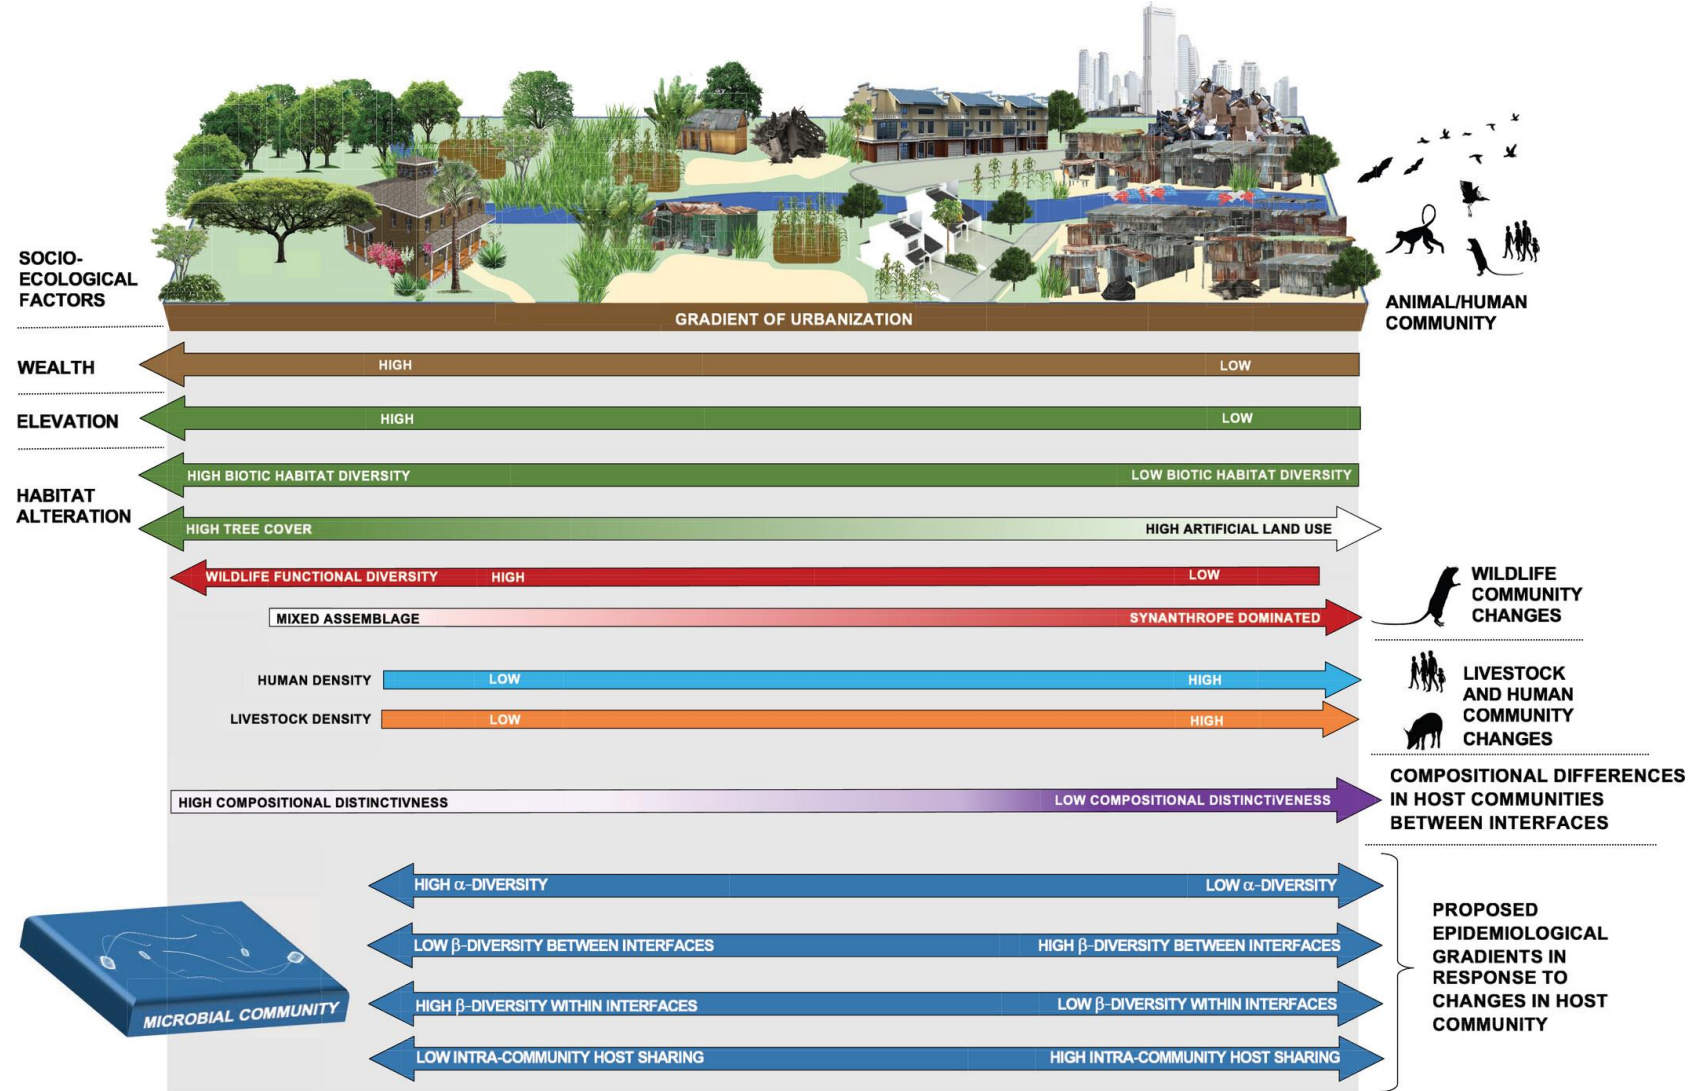 SOCIO-
ECOLOGICAL
FACTORS
GRADIENT OF URBANIZATION
ANIMAL/HUMAN
COMMUNITY
WEALTH
HIGH
LOW
ELEVATION
HIGH
LOW
HABITAT
ALTERATION
HIGH BIOTIC HABITAT DIVERSITY
LOW BIOTIC HABITAT DIVERSITY
HIGH TREE COVER
HIGH ARTIFICIAL LAND USE
WILDLIFE FUNCTIONAL DIVERSITY
HIGH
LOW
MIXED ASSEMBLAGE
SYNANTHROPE DOMINATED
WILDLIFE
COMMUNITY
CHANGES
HUMAN DENSITY
LOW
HIGH
LIVESTOCK DENSITY
LOW
HIGH
LIVESTOCK
AND HUMAN
COMMUNITY
CHANGES
HIGH COMPOSITIONAL DISTINCTIVNESS
LOW COMPOSITIONAL DISTINCTIVENESS
COMPOSITIONAL DIFFERENCES
IN HOST COMMUNITIES
BETWEEN INTERFACES
MICROBIAL COMMUNITY
HIGH α-DIVERSITY
LOW α-DIVERSITY
LOW β-DIVERSITY BETWEEN INTERFACES
HIGH β-DIVERSITY BETWEEN INTERFACES
HIGH β-DIVERSITY WITHIN INTERFACES
LOW β-DIVERSITY WITHIN INTERFACES
LOW INTRA-COMMUNITY HOST SHARING
HIGH INTRA-COMMUNITY HOST SHARING
PROPOSED
EPIDEMIOLOGICAL
GRADIENTS IN
RESPONSE TO
CHANGES IN HOST
COMMUNITY